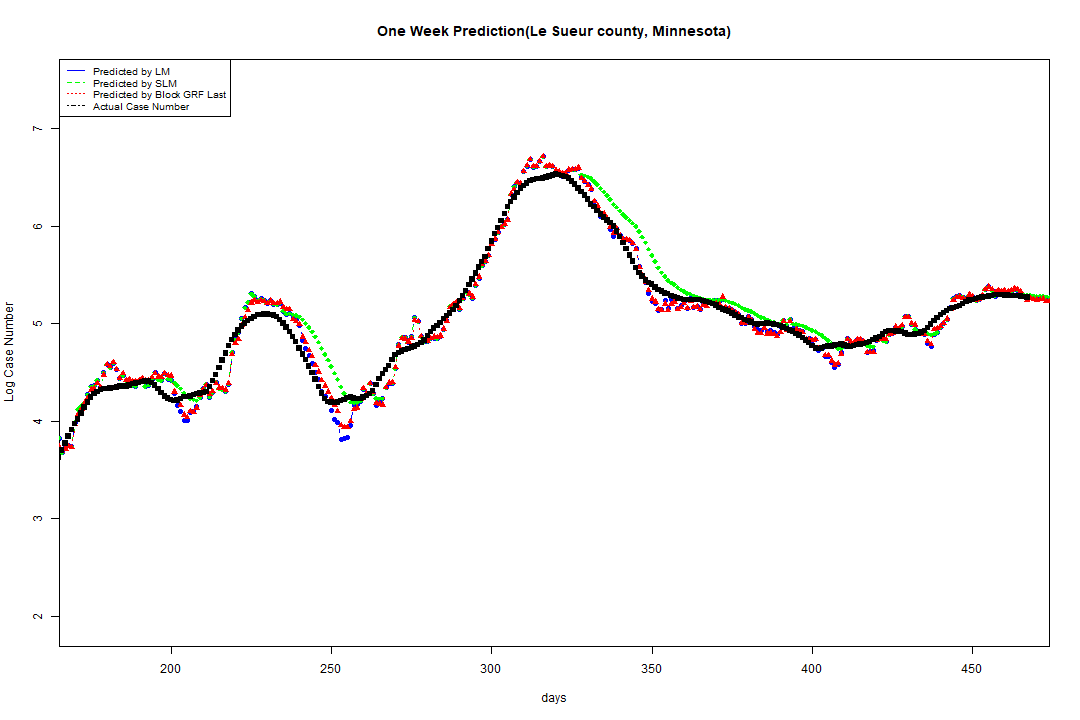 One Week Prediction(Le Sueur county, Minnesota)
Predicted by LM
Predicted by SLM
Predicted by Block GRF Last
Actual Case Number
7
6
5
4
3
2
Log Case Number
200 250 300 350 400 450
days